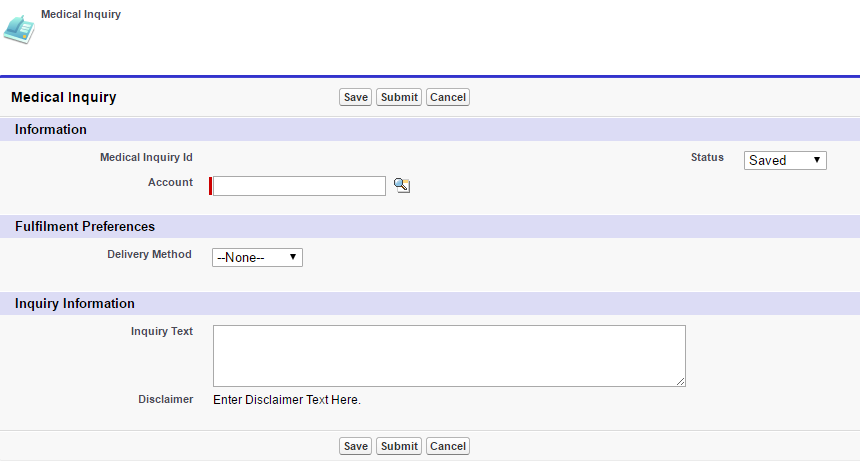 Medical Inquiry
Medical Inquiry Save Submit Cancel
Information
Medical Inquiry Id Status Saved
Account
Fulfilment Preferences
Delivery Method --None--
Inquiry Information
Inquiry Text
Disclaimer Enter Disclaimer Text Here.
Save Submit Cancel